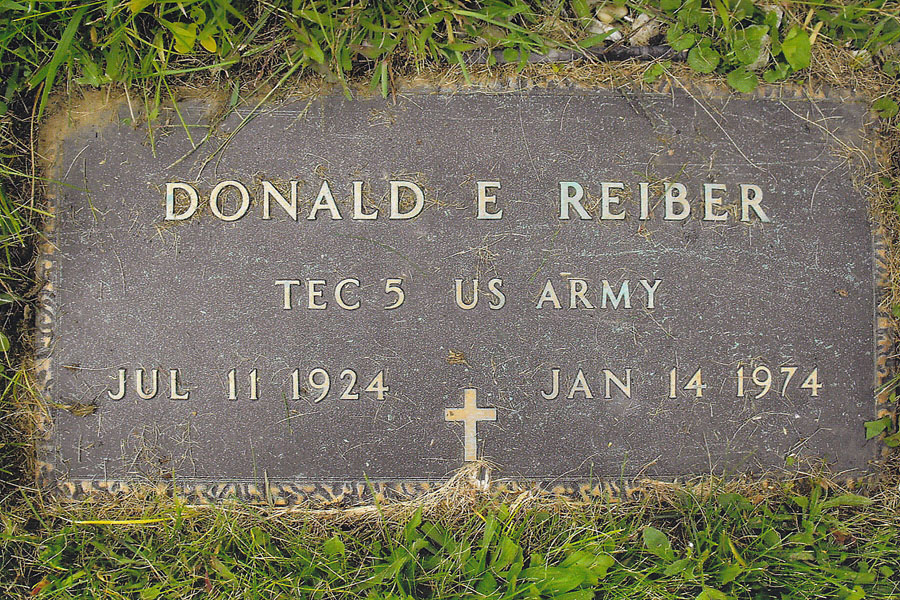 DONALD E REIBER
TEC 5 US ARMY
JUL 11 1924 JAN 14 1974